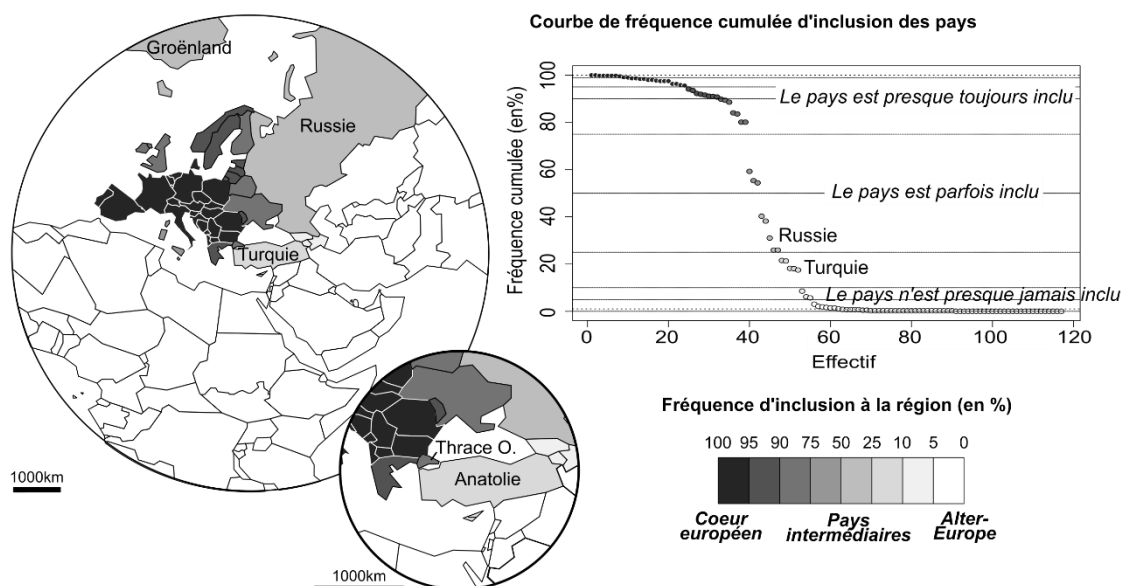 Groënland
Russie
Turquie
1000km
Thrace O.
Anatolie
1000km
Courbe de fréquence cumulée d'inclusion des pays
Fréquence cumulée (en%)
100
80
60
40
20
0
Le pays est presque toujours inclu
Le pays est parfois inclu
Russie
Turquie
Le pays n'est presque jamais inclu
0 20 40 60 80 100 120
Effectif
Fréquence d'inclusion à la région (en %)
100 95 90 75 50 25 10 5 0
Coeur européen
Pays intermédiaires
Alter-Europe